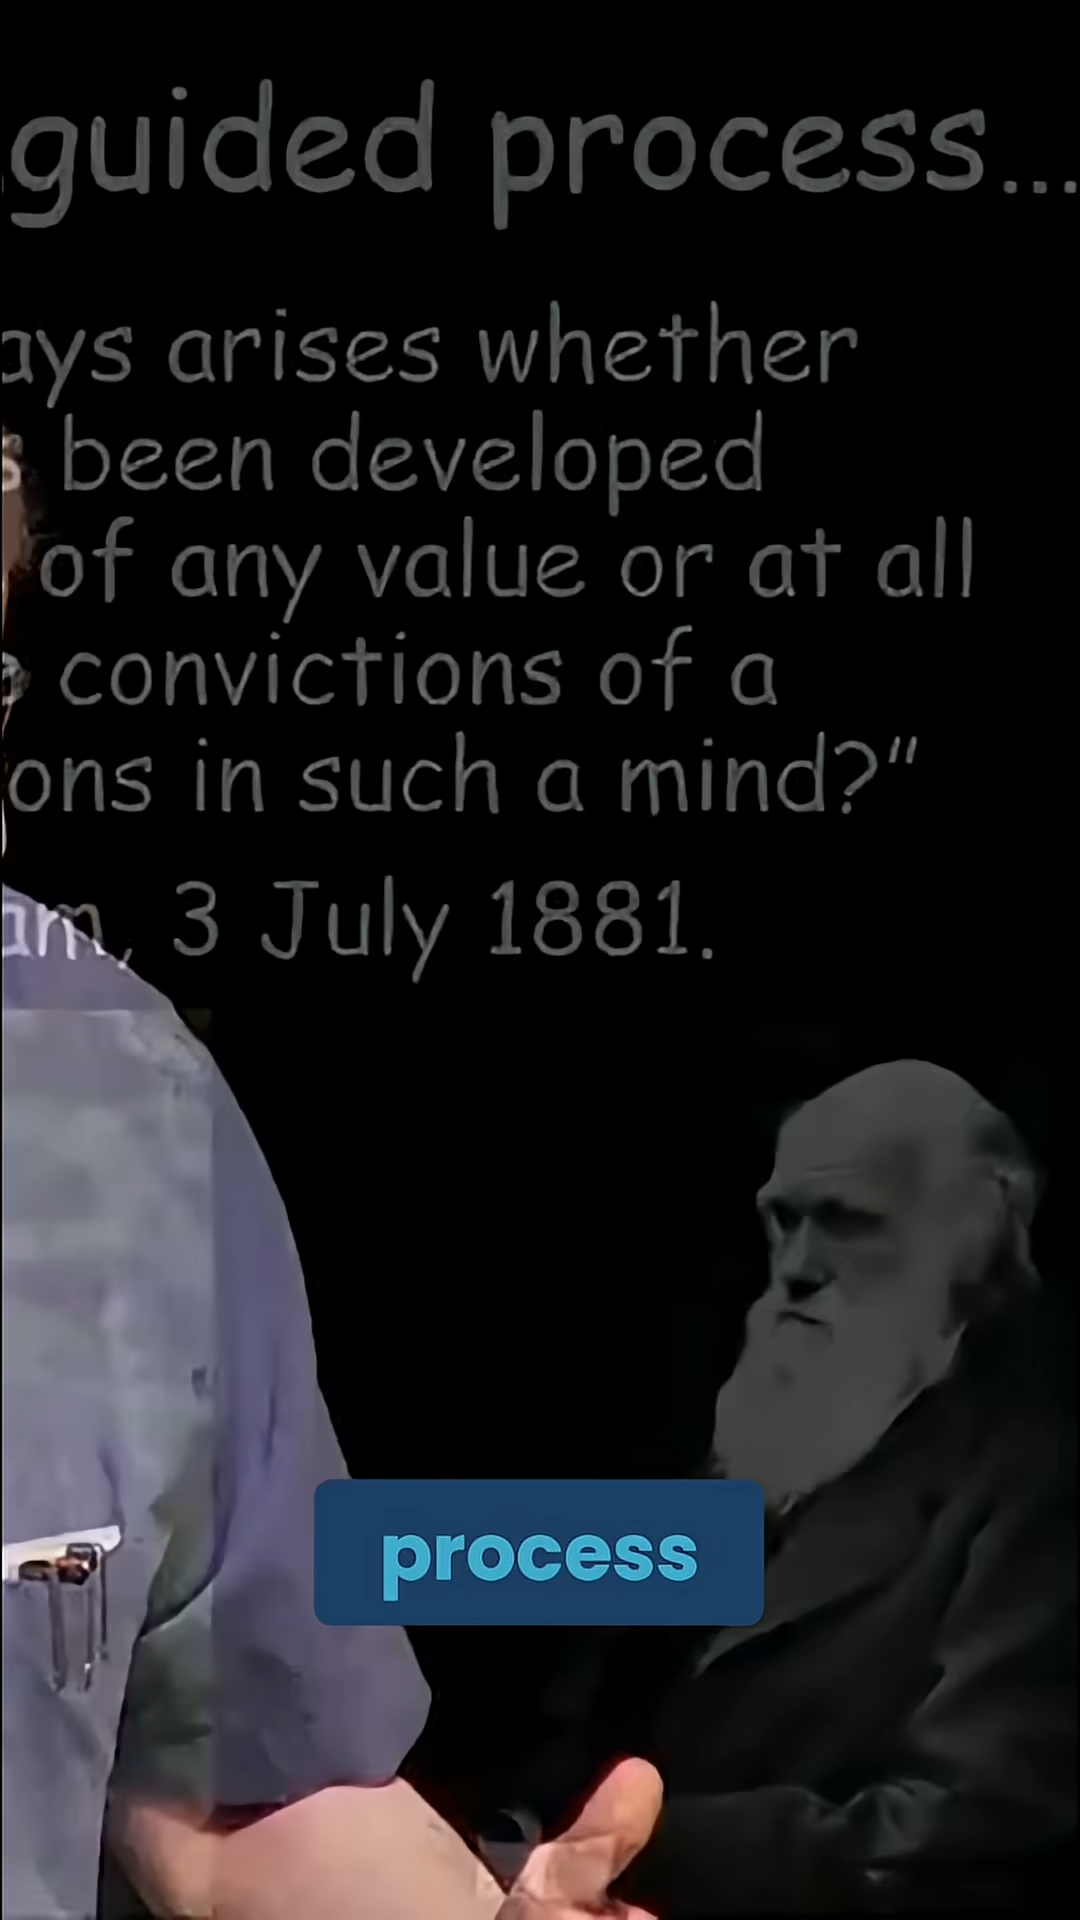 guided process...
ays arises whether
been developed
of any value or at all
convictions of a
ons in such a mind?"
am, 3 July 1881.
process